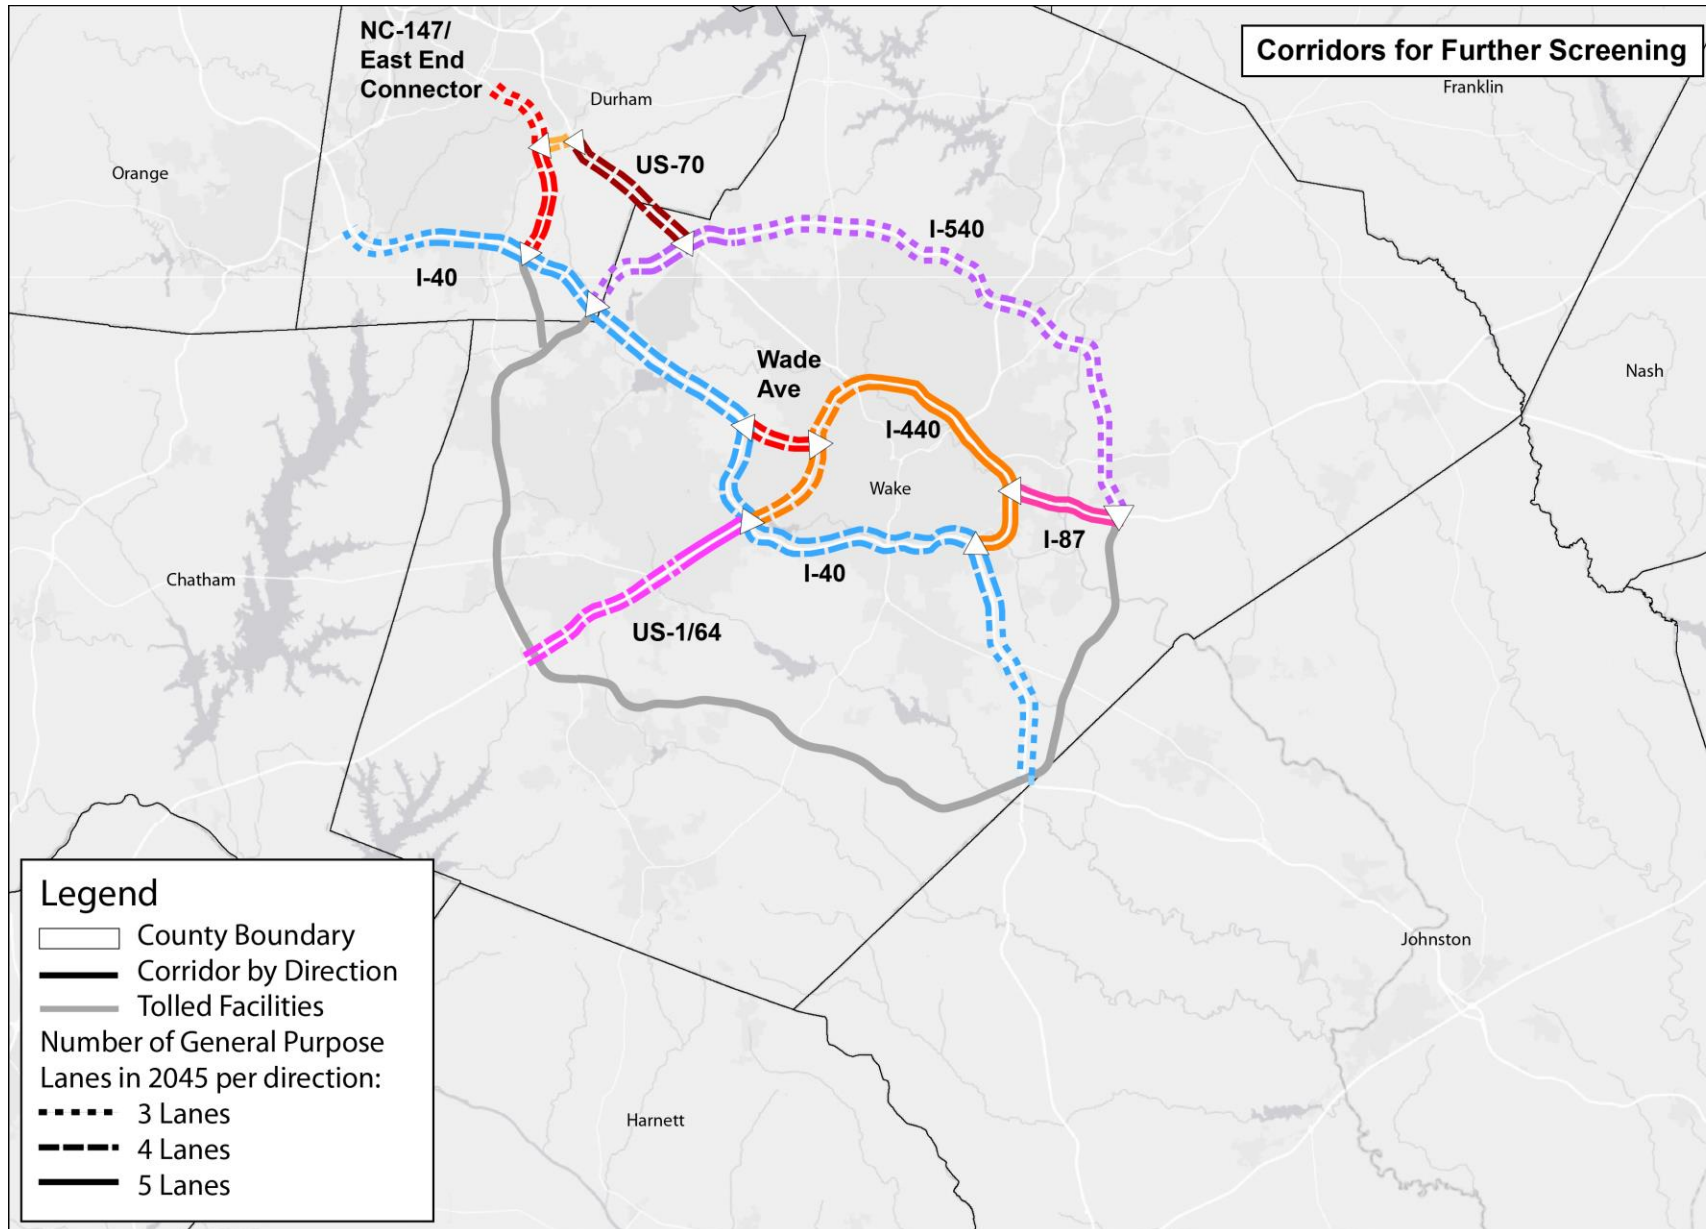 Corridors for Further Screening
NC-147/
East End
Connector
Durham
Franklin
Orange
US-70
I-540
I-40
Wade
Ave
Nash
I-440
Wake
I-87
I-40
Chatham
US-1/64
Johnston
Harnett
Legend
County Boundary
Corridor by Direction
Tolled Facilities
Number of General Purpose
Lanes in 2045 per direction:
3 Lanes
4 Lanes
5 Lanes